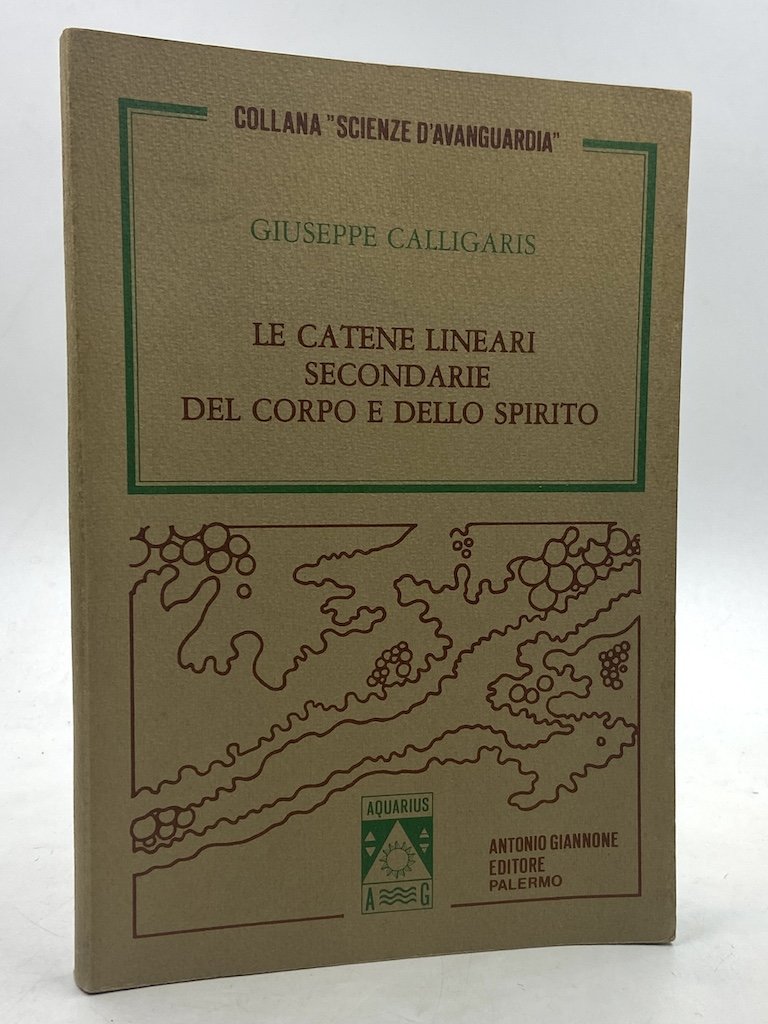 COLLANA "SCIENZE D'AVANGUARDIA"
GIUSEPPE CALLIGARIS
LE CATENE LINEARI
SECONDARIE
DEL CORPO E DELLO SPIRITO
AQUARIUS
A G
ANTONIO GIANNONE
EDITORE
PALERMO